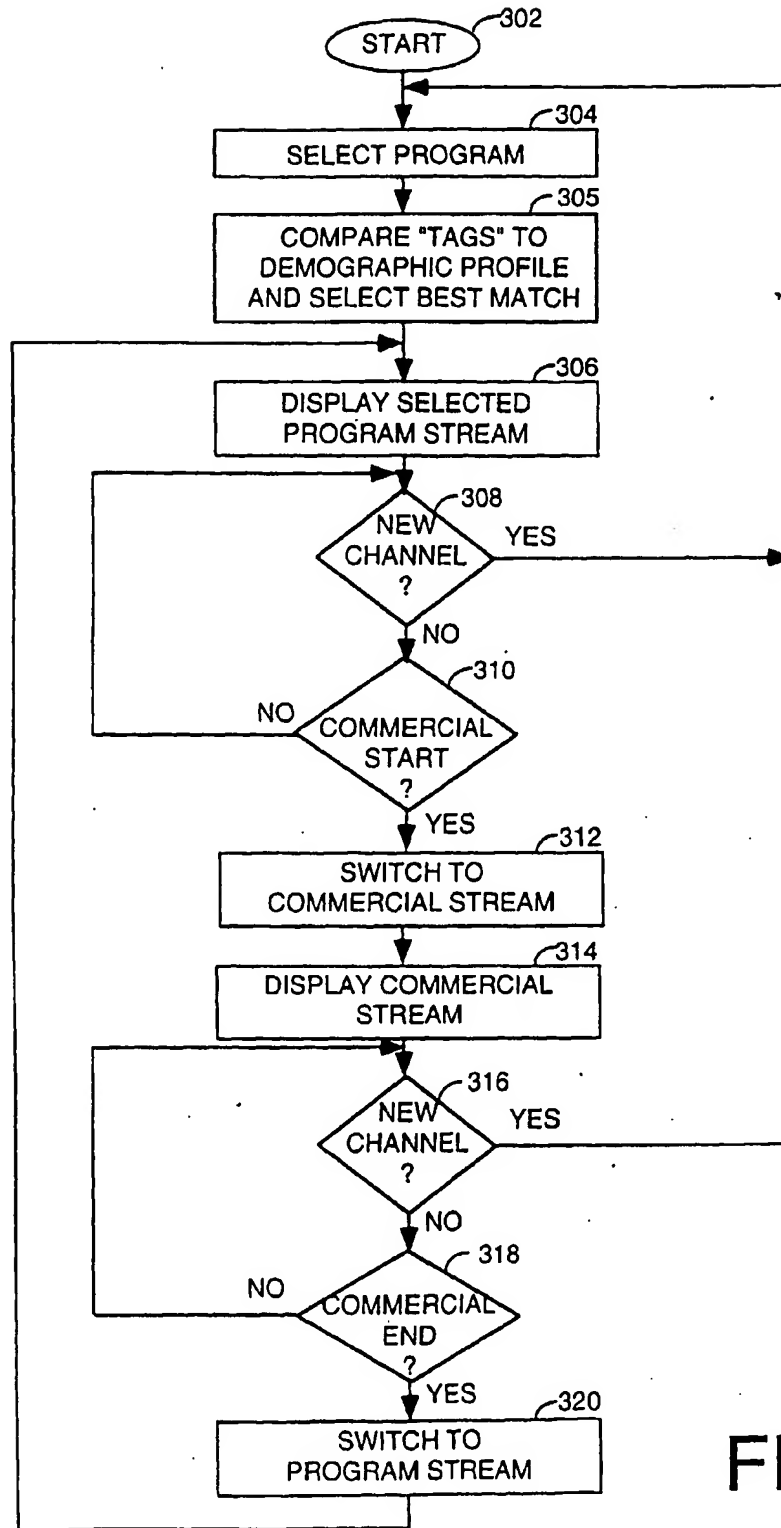 START
302
304
SELECT PROGRAM
305
COMPARE "TAGS" TO
DEMOGRAPHIC PROFILE
AND SELECT BEST MATCH
306
DISPLAY SELECTED
PROGRAM STREAM
308
NEW
CHANNEL
?
YES
NO
310
COMMERCIAL
START
?
NO
YES
312
SWITCH TO
COMMERCIAL STREAM
314
DISPLAY COMMERCIAL
STREAM
316
NEW
CHANNEL
?
YES
NO
318
COMMERCIAL
END
?
NO
YES
320
SWITCH TO
PROGRAM STREAM